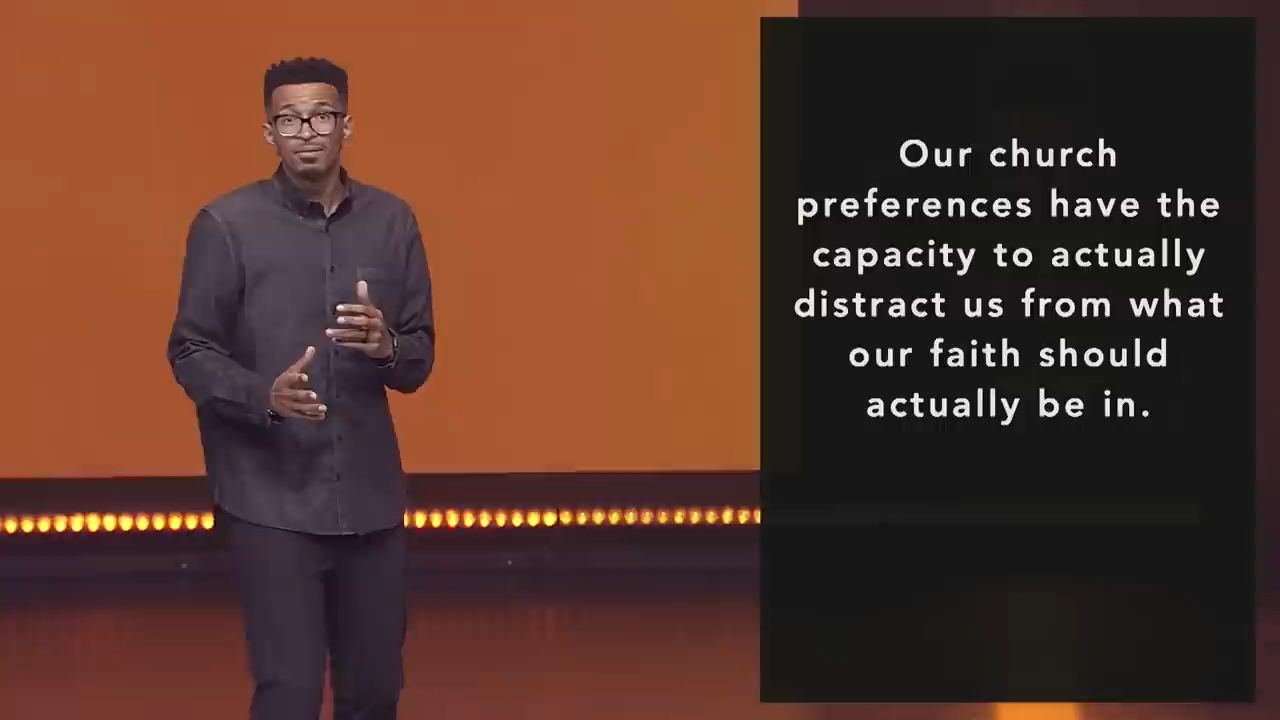 Our church
preferences have the
capacity to actually
distract us from what
our faith should
actually be in.